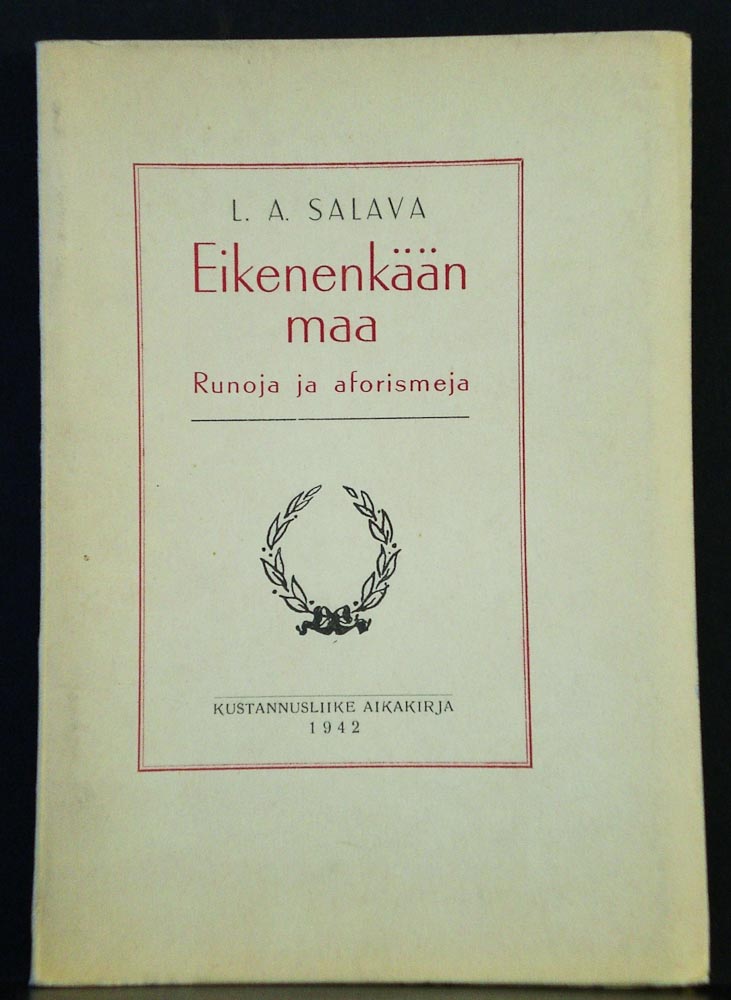 L. A. SALAVA
Eikenenkään
maa
Runoja ja aforismeja
KUSTANNUSLIIKE AIKAKIRJA
1942